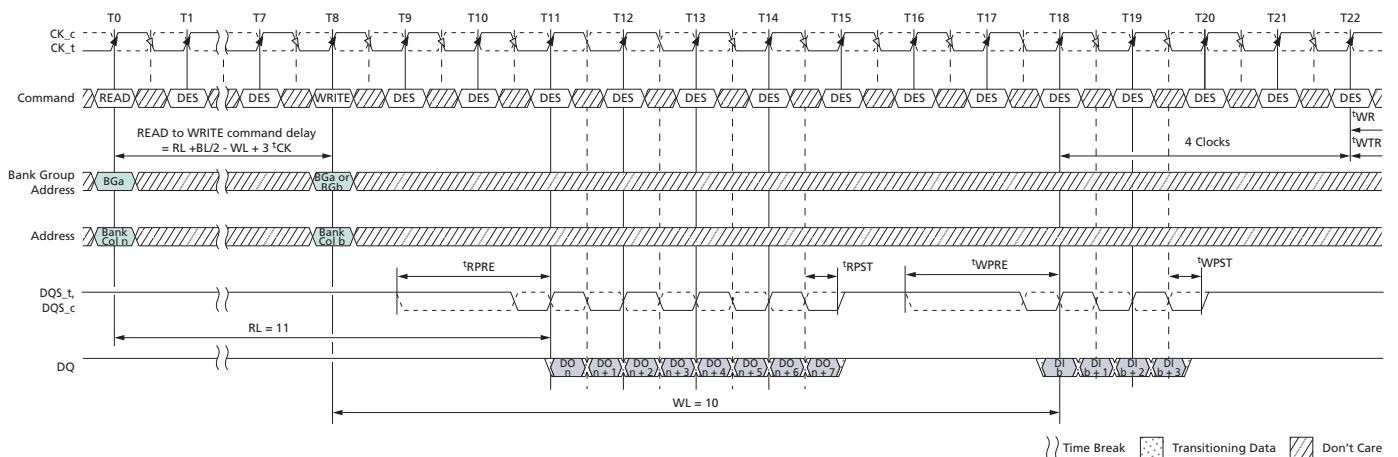 T0 T1 T7 T8 T9 T10 T11 T12 T13 T14 T15 T16 T17 T18 T19 T20 T21 T22
CK_c
CK_t
Command READ DES DES WRITE DES DES DES DES DES DES DES DES DES DES DES DES DES DES
READ to WRITE command delay
= RL +BL/2 - WL + 3 tCK
tWR
4 Clocks
tWTR
Bank Group
Address
BGa
BGa or
BGb
Address
Bank
Col n
Bank
Col b
tRPRE
tRPST
tWPRE
tWPST
DQS_t,
DQS_c
RL = 11
DQ
DO
n
DO
n + 1
DO
n + 2
DO
n + 3
DO
n + 4
DO
n + 5
DO
n + 6
DO
n + 7
DI
b
DI
b + 1
DI
b + 2
DI
b + 3
WL = 10
Time Break Transitioning Data Don't Care